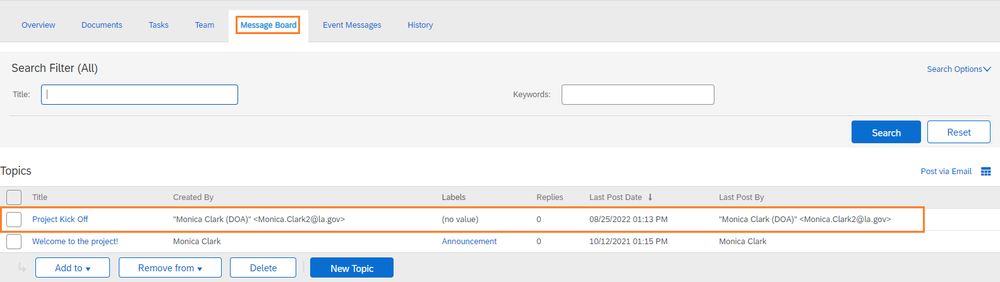 Overview Documents Tasks Team Message Board Event Messages History
Search Filter (All)
Search Options
Title: Keywords:
Search Reset
Topics
Post via Email
Title Created By Labels Replies Last Post Date ↓ Last Post By
Project Kick Off "Monica Clark (DOA)" <Monica.Clark2@la.gov> (no value) 0 08/25/2022 01:13 PM "Monica Clark (DOA)" <Monica.Clark2@la.gov>
Welcome to the project! Monica Clark Announcement 0 10/12/2021 01:15 PM Monica Clark
Add to Remove from Delete New Topic